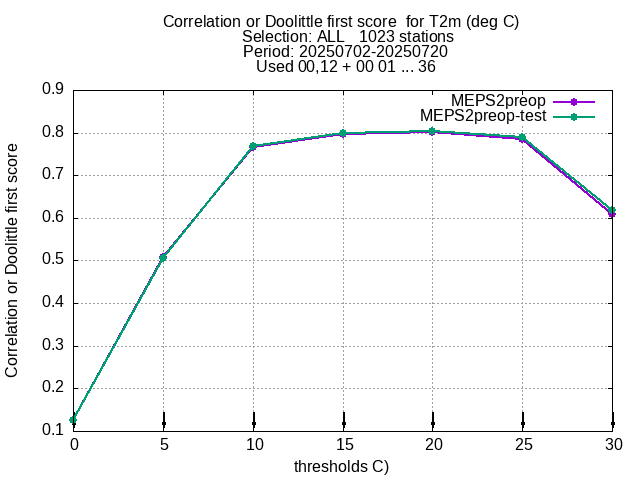 Correlation or Doolittle first score  for T2m (deg C)
Selection: ALL   1023 stations
Period: 20250702-20250720
Used 00,12 + 00 01 ... 36
MEPS2preop
MEPS2preop-test
Correlation or Doolittle first score
0.9
0.8
0.7
0.6
0.5
0.4
0.3
0.2
0.1
0 5 10 15 20 25 30
thresholds C)